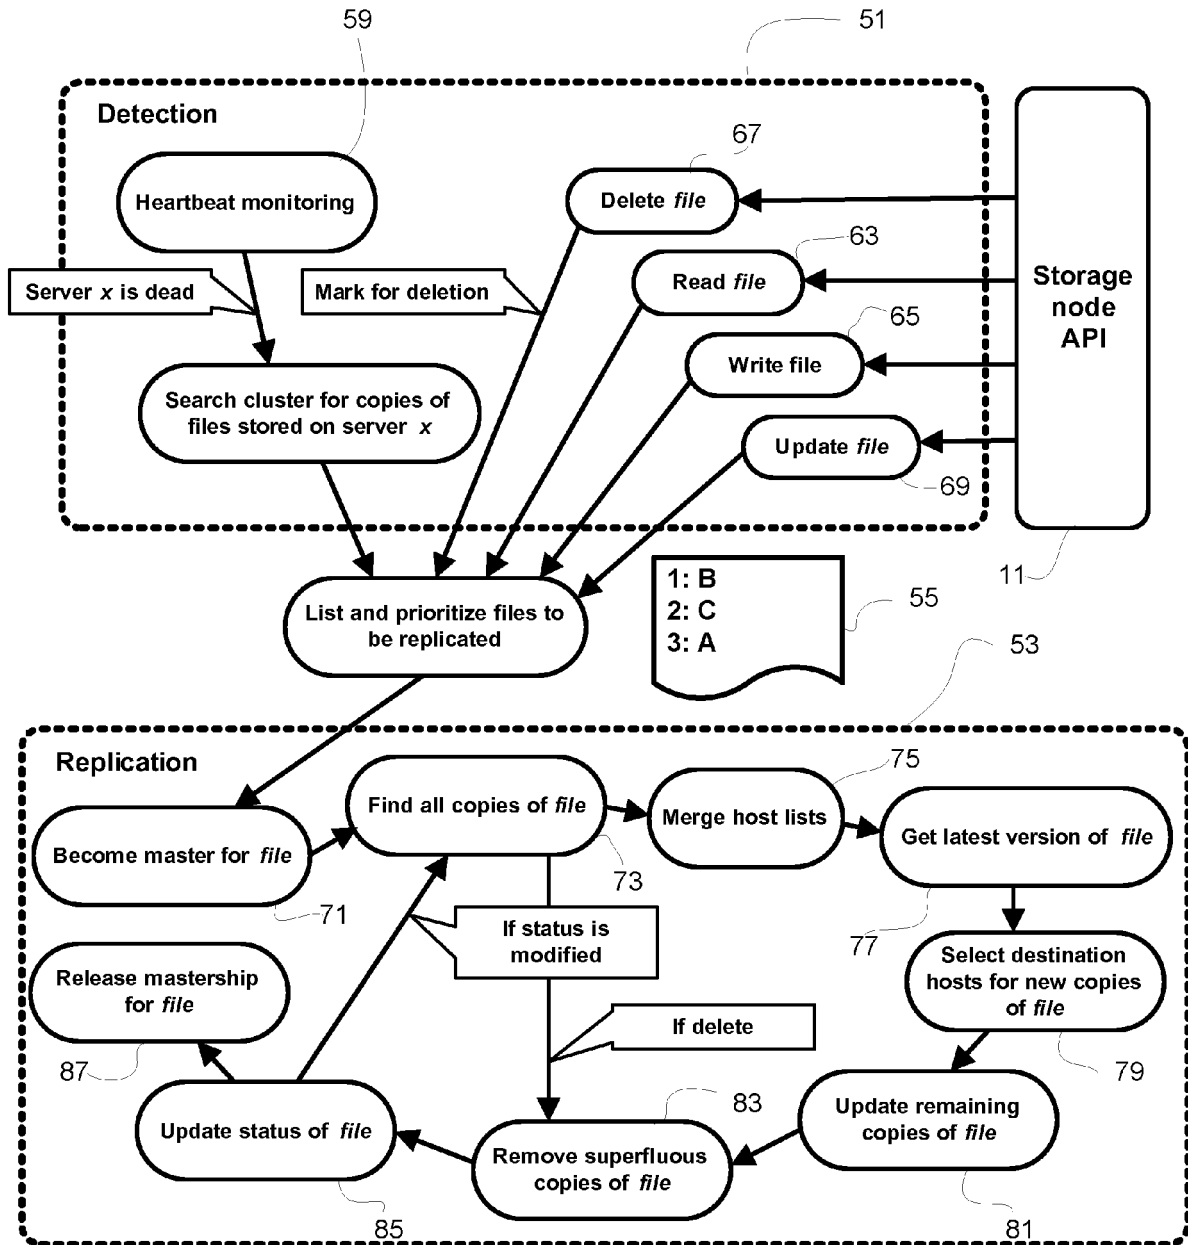 59
51
Detection
67
Delete file
Heartbeat monitoring
63
Server x is dead
Mark for deletion
Read file
Storage
node
API
65
Write file
Search cluster for copies of
files stored on server x
Update file
69
11
1: B
2: C
3: A
55
List and prioritize files to
be replicated
53
Replication
75
Find all copies of file
Merge host lists
Get latest version of file
Become master for file
73
71
77
If status is
modified
Release mastership
for file
Select destination
hosts for new copies
of file
If delete
87
79
83
Update status of file
Update remaining
copies of file
Remove superfluous
copies of file
85
81